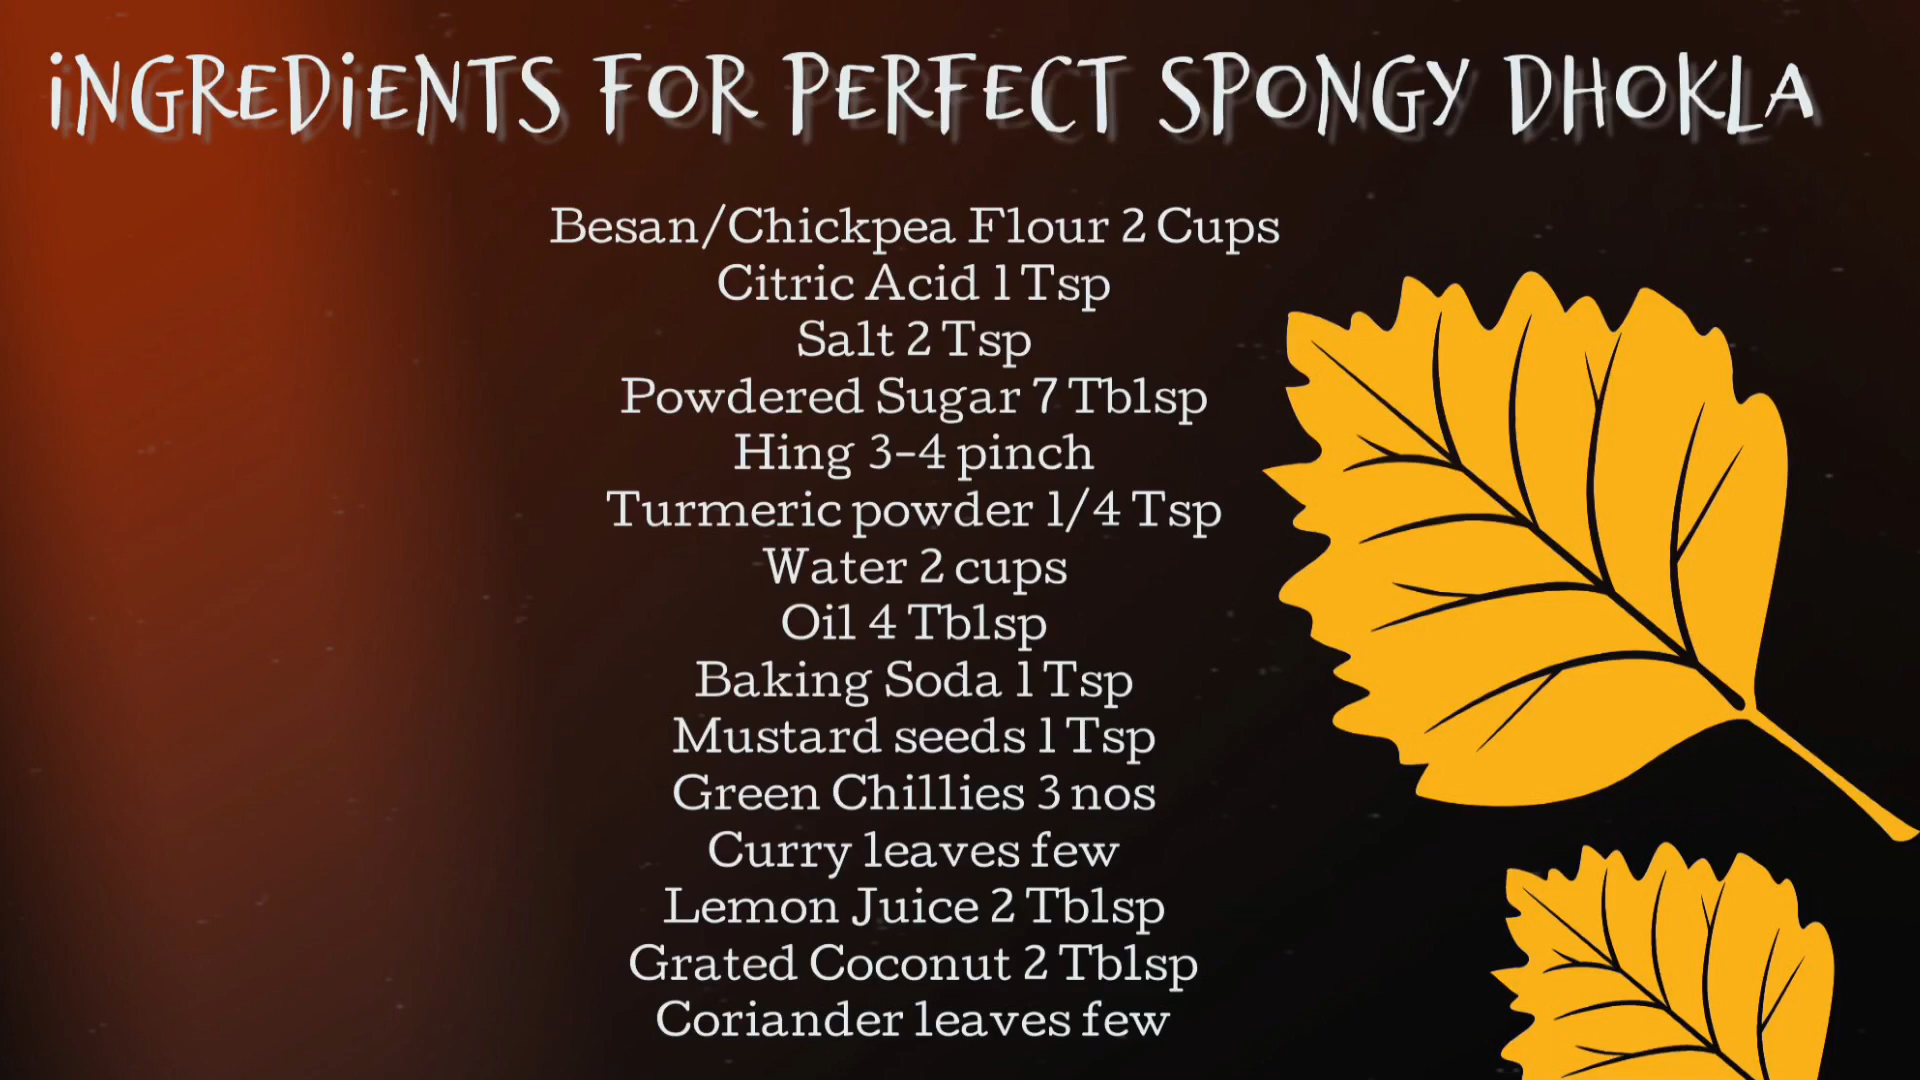 iNGREDiENTS FOR PERFECT SPONGY DHOKLA
Besan/Chickpea Flour 2 Cups
Citric Acid 1 Tsp
Salt 2 Tsp
Powdered Sugar 7 Tblsp
Hing 3-4 pinch
Turmeric powder 1/4 Tsp
Water 2 cups
Oil 4 Tblsp
Baking Soda 1 Tsp
Mustard seeds 1 Tsp
Green Chillies 3 nos
Curry leaves few
Lemon Juice 2 Tblsp
Grated Coconut 2 Tblsp
Coriander leaves few